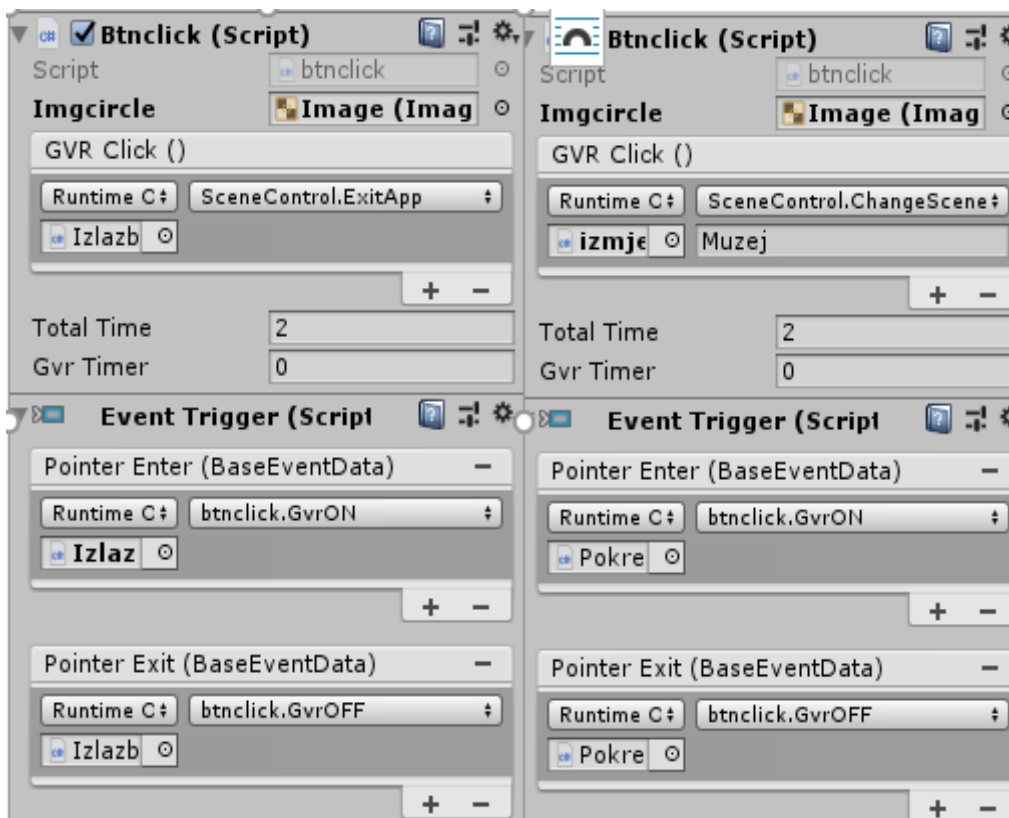 Btnclick (Script)
Script btnclick
Imgcircle Image (Imag
GVR Click ()
Runtime C SceneControl.ExitApp
Izlazb
+ −
Total Time 2
Gvr Timer 0
Event Trigger (Script
Pointer Enter (BaseEventData) −
Runtime C btnclick.GvrON
Izlaz
+ −
Pointer Exit (BaseEventData) −
Runtime C btnclick.GvrOFF
Izlazb
+ −
Btnclick (Script)
Script btnclick
Imgcircle Image (Imag
GVR Click ()
Runtime C SceneControl.ChangeScene
izmje Muzej
+ −
Total Time 2
Gvr Timer 0
Event Trigger (Script
Pointer Enter (BaseEventData) −
Runtime C btnclick.GvrON
Pokre
+ −
Pointer Exit (BaseEventData) −
Runtime C btnclick.GvrOFF
Pokre
+ −